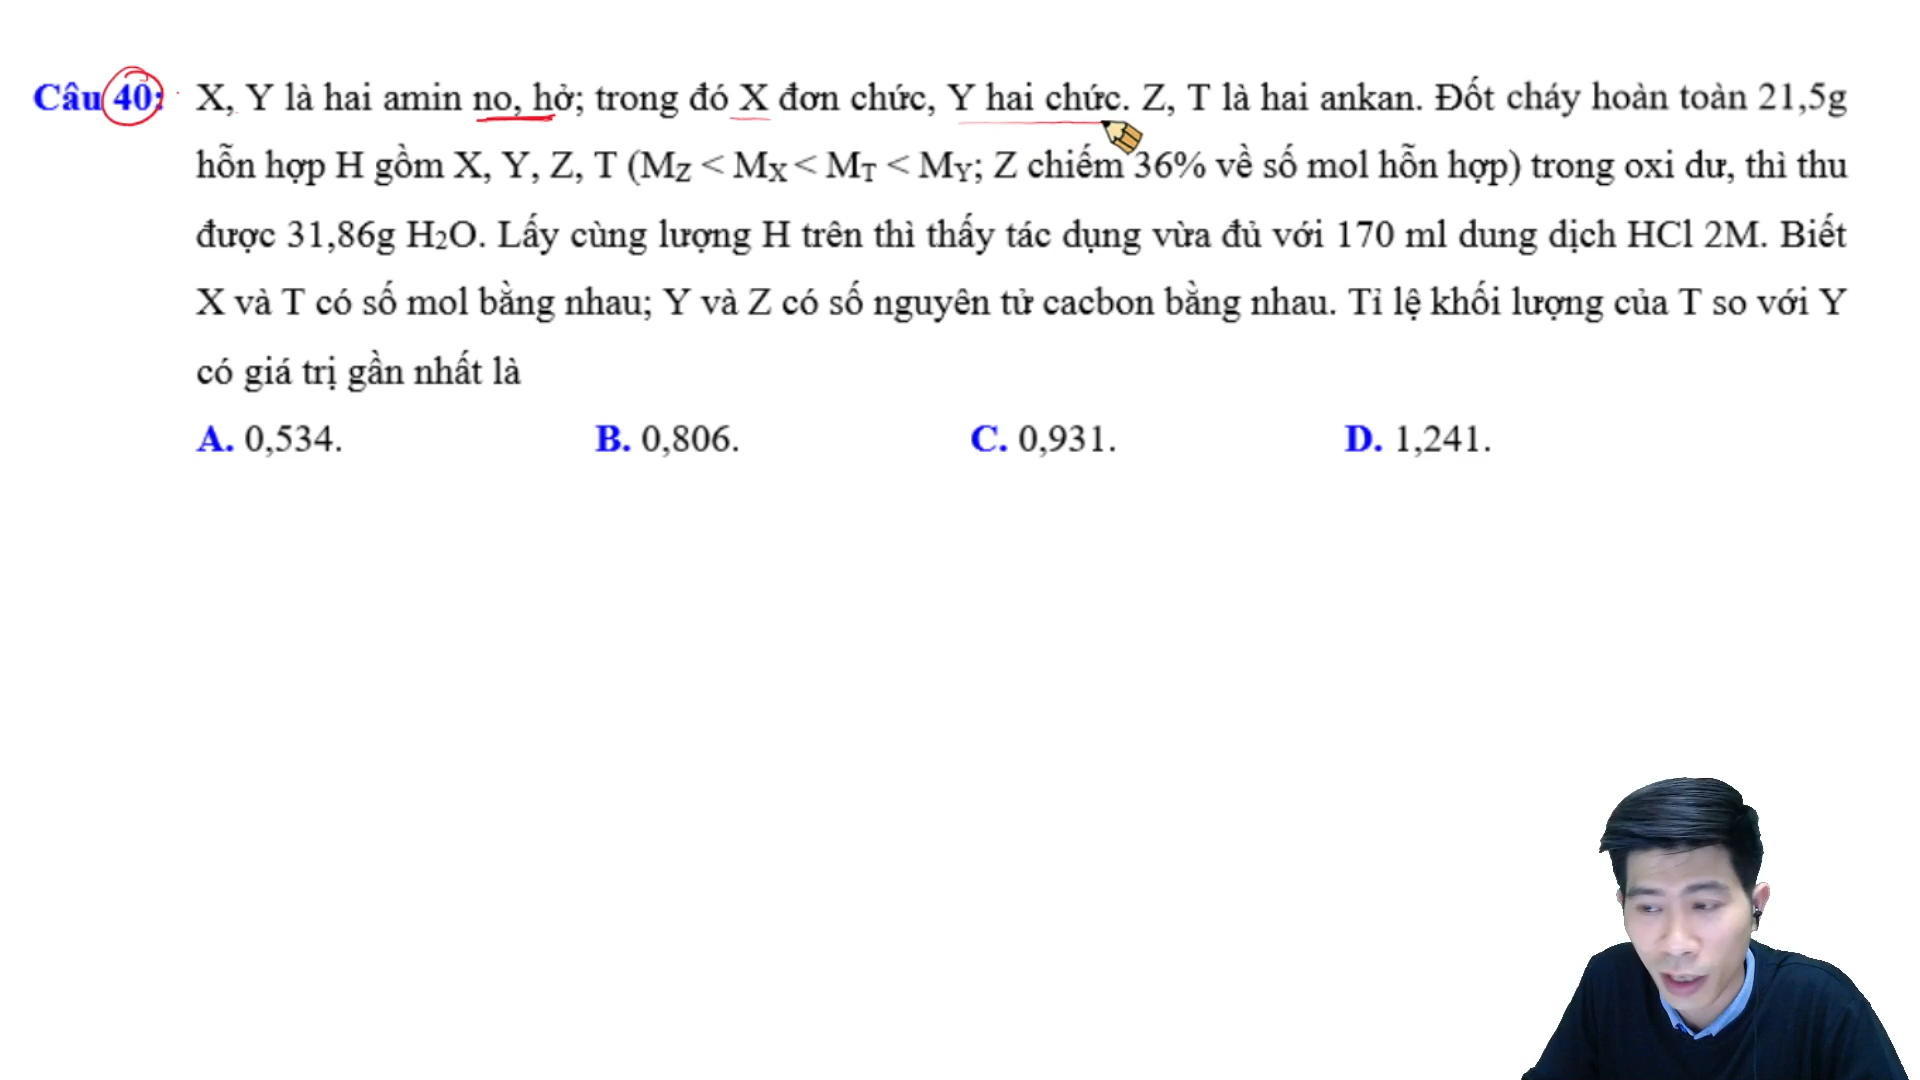 Câu 40: X, Y là hai amin no, hở; trong đó X đơn chức, Y hai chức. Z, T là hai ankan. Đốt cháy hoàn toàn 21,5g
hỗn hợp H gồm X, Y, Z, T (MZ < MX < MT < MY; Z chiếm 36% về số mol hỗn hợp) trong oxi dư, thì thu
được 31,86g H2O. Lấy cùng lượng H trên thì thấy tác dụng vừa đủ với 170 ml dung dịch HCl 2M. Biết
X và T có số mol bằng nhau; Y và Z có số nguyên tử cacbon bằng nhau. Tỉ lệ khối lượng của T so với Y
có giá trị gần nhất là
A. 0,534. B. 0,806. C. 0,931. D. 1,241.